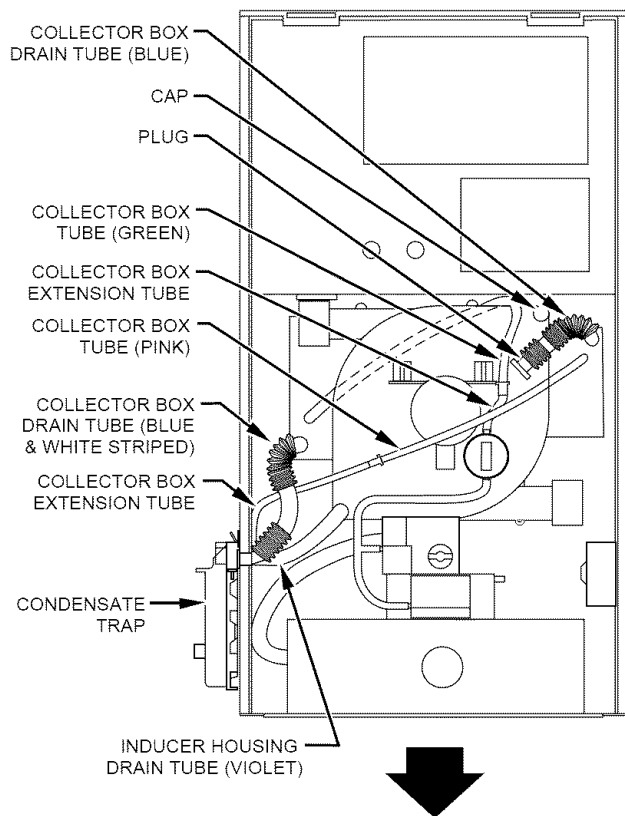 COLLECTOR BOX
DRAIN TUBE (BLUE)
CAP
PLUG
COLLECTOR BOX
TUBE (GREEN)
COLLECTOR BOX
EXTENSION TUBE
COLLECTOR BOX
TUBE (PINK)
COLLECTOR BOX
DRAIN TUBE (BLUE
& WHITE STRIPED)
COLLECTOR BOX
EXTENSION TUBE
CONDENSATE
TRAP
INDUCER HOUSING
DRAIN TUBE (VIOLET)